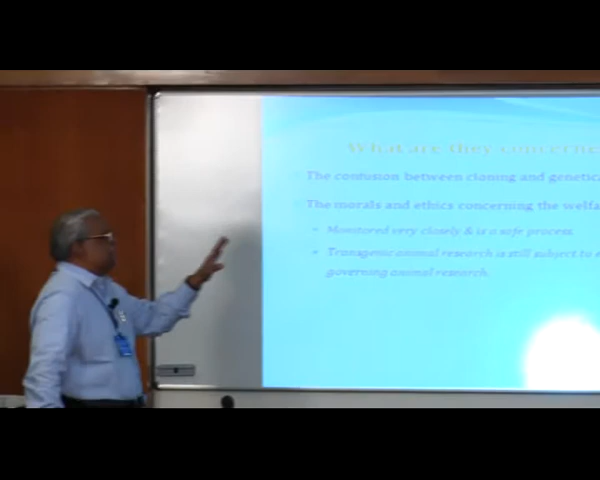 What are they concerne
The confusion between cloning and genetica
The morals and ethics concerning the welfa
Monitored very closely & is a safe process
Transgenic animal research is still subject to
governing animal research.